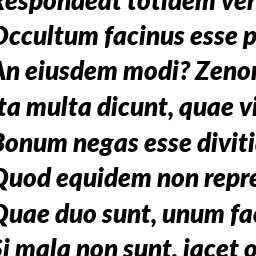 Respondeat totidem ver
Occultum facinus esse p
An eiusdem modi? Zenon
ta multa dicunt, quae vi
Bonum negas esse diviti
Quod equidem non repre
Quae duo sunt, unum fac
Si mala non sunt, iacet o